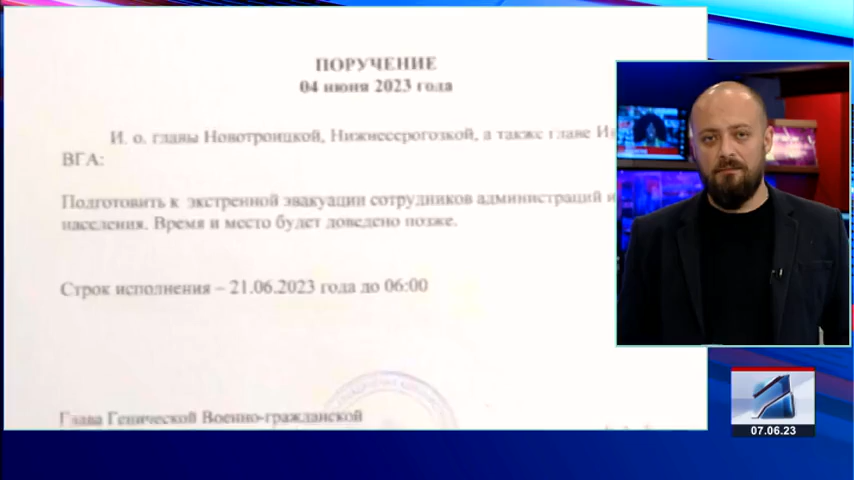 ПОРУЧЕНИЕ
04 июня 2023 года
И. о. главы Новотроицкой, Нижнесерогозкой, а также главе
ВГА:
Подготовить к экстренной эвакуации сотрудников администраций и
населения. Время и место будет доведено позже.
Строк исполнения – 21.06.2023 года до 06:00
Глава Генической Военно-гражданской
07.06.23